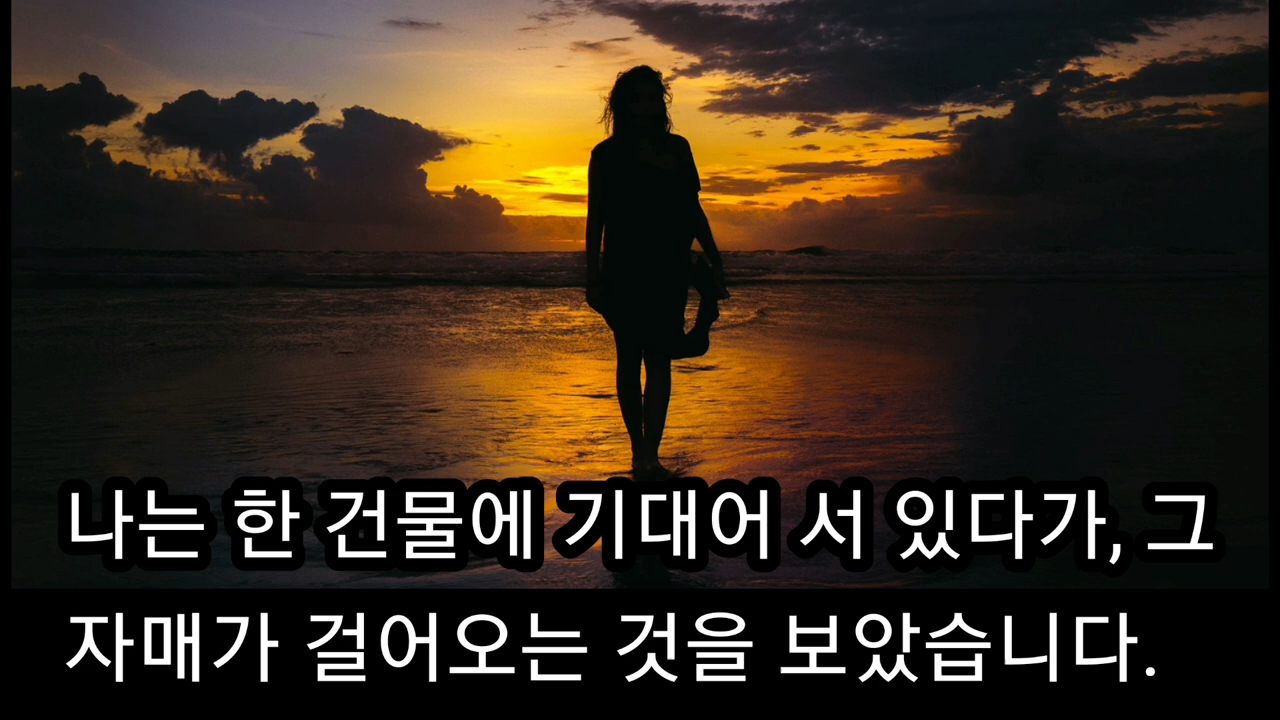 나는 한 건물에 기대어 서 있다가, 그
자매가 걸어오는 것을 보았습니다.